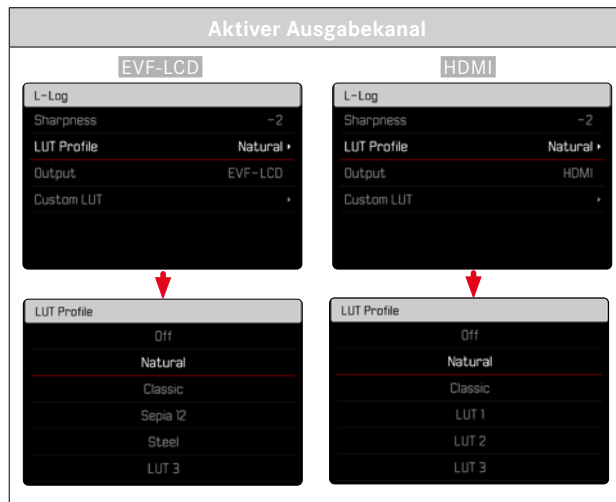 Aktiver Ausgabekanal
EVF-LCD
L-Log
Sharpness -2
LUT Profile Natural
Output EVF-LCD
Custom LUT
LUT Profile
Off
Natural
Classic
Sepia 12
Steel
LUT 3
HDMI
L-Log
Sharpness -2
LUT Profile Natural
Output HDMI
Custom LUT
LUT Profile
Off
Natural
Classic
LUT 1
LUT 2
LUT 3